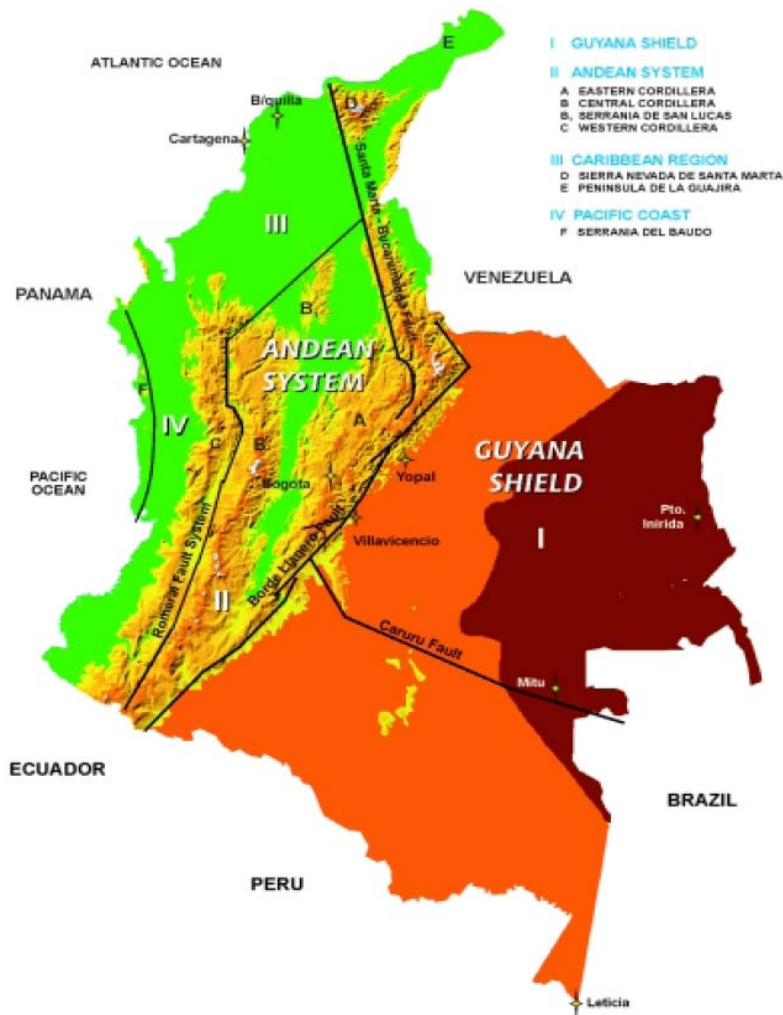 I GUYANA SHIELD
II ANDEAN SYSTEM
A EASTERN CORDILLERA
B CENTRAL CORDILLERA
B, SERRANIA DE SAN LUCAS
C WESTERN CORDILLERA
III CARIBBEAN REGION
D SIERRA NEVADA DE SANTA MARTA
E PENINSULA DE LA GUAJIRA
IV PACIFIC COAST
F SERRANIA DEL BAUDO
E
ATLANTIC OCEAN
B/quilla
D
Cartagena
Santa Marta - Bucaramanga Fault
III
VENEZUELA
PANAMA
B,
ANDEAN
SYSTEM
F
IV
A
C
B
GUYANA
SHIELD
PACIFIC
OCEAN
Bogota
Yopal
Pto.
Inirida
Villavicencio
I
Romeral Fault System
Borde Llanero Fault
II
Caruru Fault
Mitu
ECUADOR
BRAZIL
PERU
Leticia